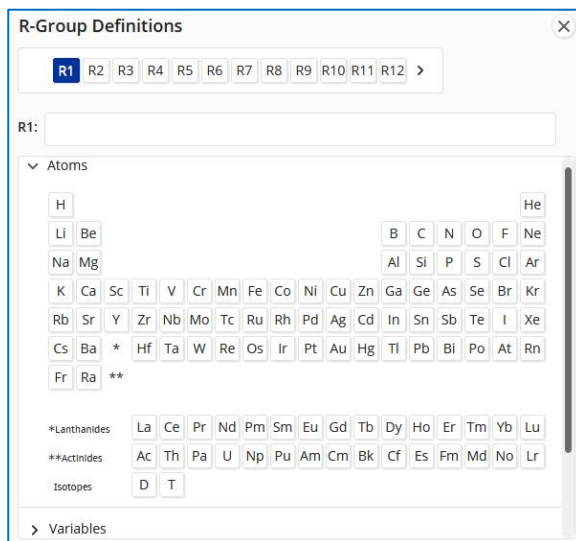 R-Group Definitions
R1 R2 R3 R4 R5 R6 R7 R8 R9 R10 R11 R12
R1:
Atoms
H He
Li Be B C N O F Ne
Na Mg Al Si P S Cl Ar
K Ca Sc Ti V Cr Mn Fe Co Ni Cu Zn Ga Ge As Se Br Kr
Rb Sr Y Zr Nb Mo Tc Ru Rh Pd Ag Cd In Sn Sb Te I Xe
Cs Ba * Hf Ta W Re Os Ir Pt Au Hg Tl Pb Bi Po At Rn
Fr Ra **
*Lanthanides La Ce Pr Nd Pm Sm Eu Gd Tb Dy Ho Er Tm Yb Lu
**Actinides Ac Th Pa U Np Pu Am Cm Bk Cf Es Fm Md No Lr
Isotopes D T
Variables